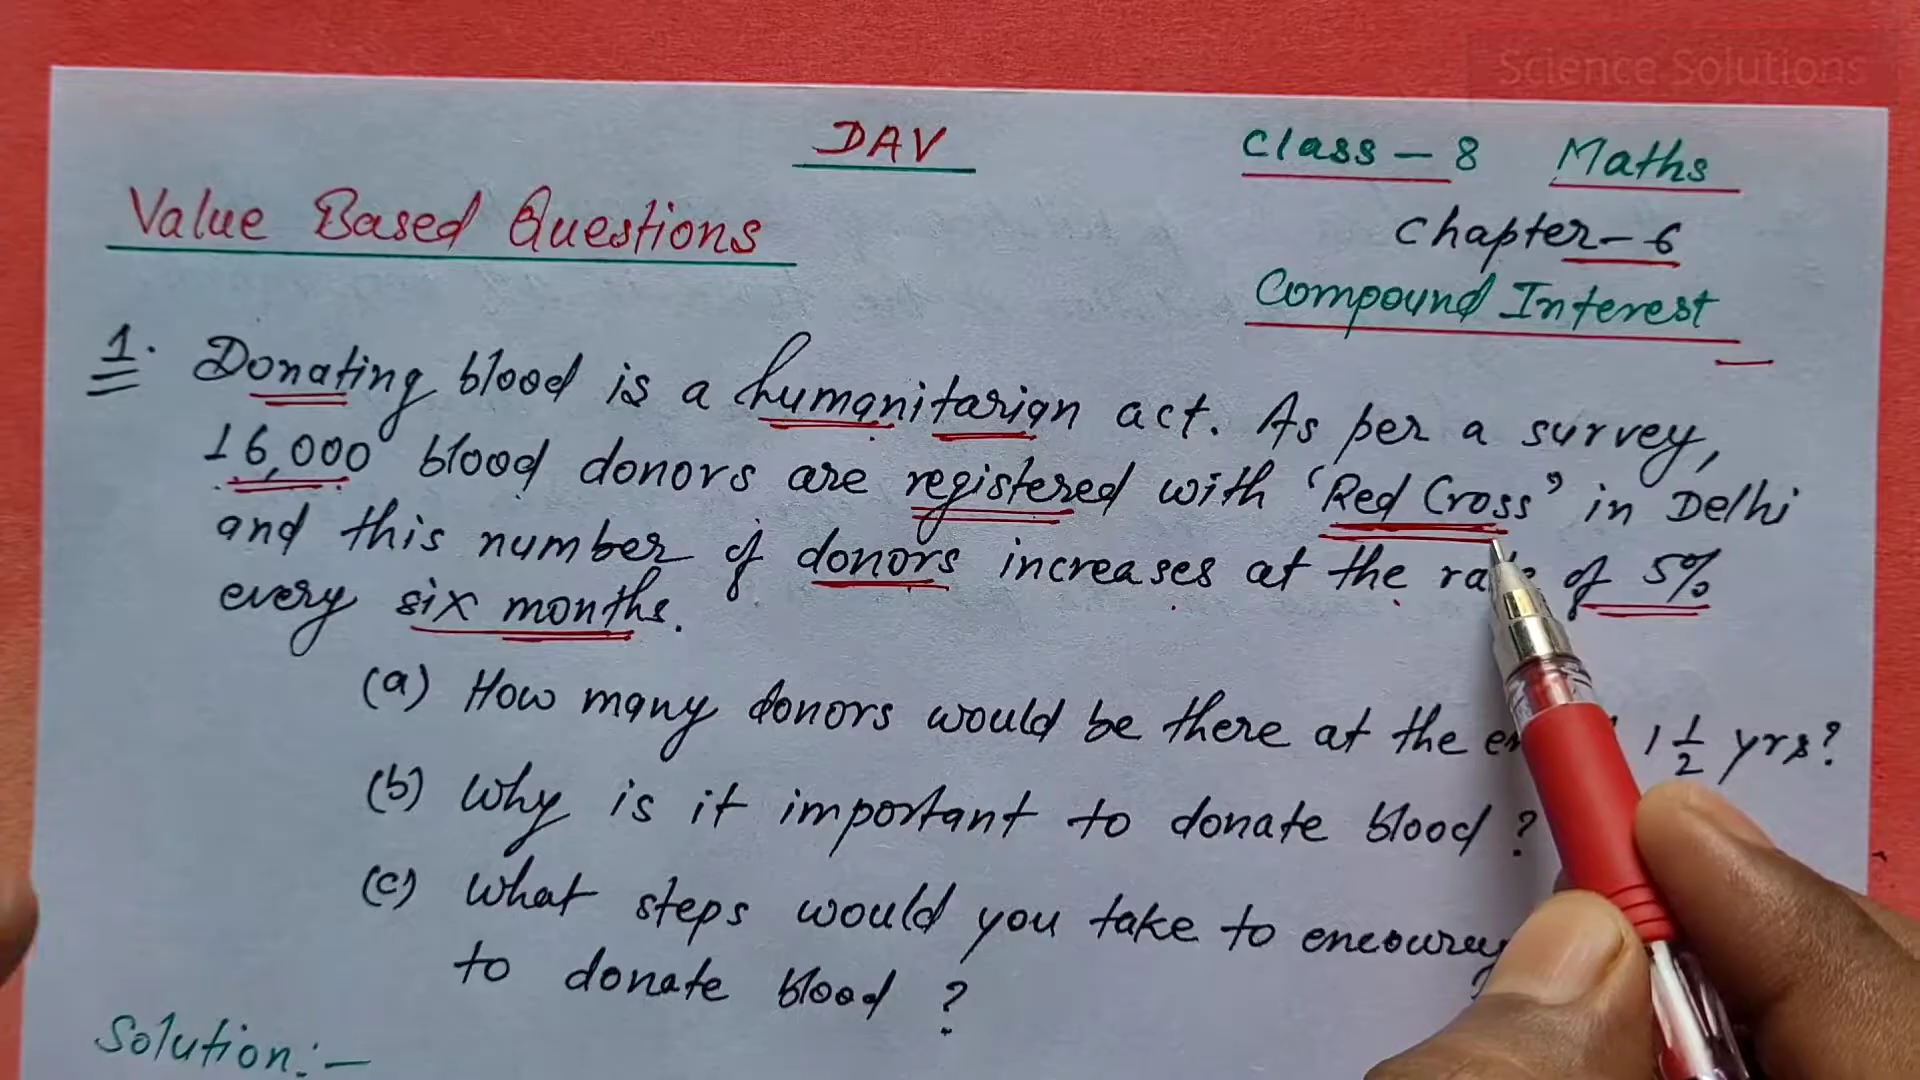 Science Solutions
DAV
Class - 8 Maths
Value Based Questions
Chapter - 6
Compound Interest
1. Donating blood is a humanitarian act. As per a survey,
16,000 blood donors are registered with 'Red Cross' in Delhi
and this number of donors increases at the of 5%
every six months.
(a) How many donors would be there at the 1 1/2 yrs?
(b) Why is it important to donate blood?
(c) What steps would you take to
to donate blood?
Solution:-